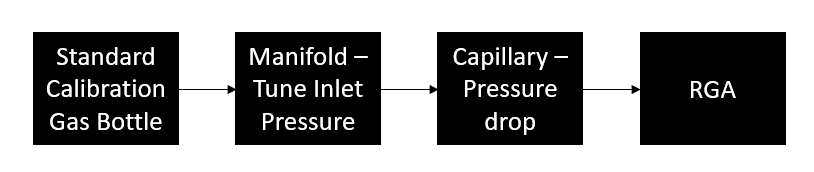 Standard
Calibration
Gas Bottle
Manifold –
Tune Inlet
Pressure
Capillary –
Pressure
drop
RGA